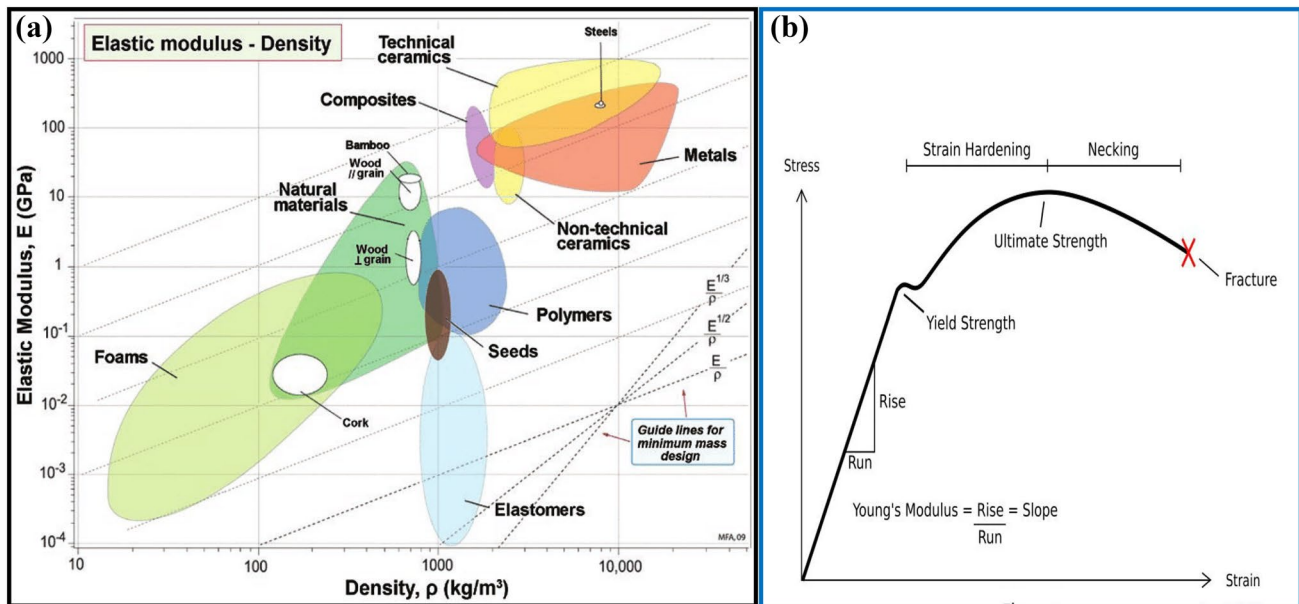 (a)
Elastic modulus - Density
Elastic Modulus, E (GPa)
1000
100
10
1
10⁻¹
10⁻²
10⁻³
10⁻⁴
10
100
1000
10,000
Density, ρ (kg/m³)
Technical
ceramics
Steels
Composites
Metals
Bamboo
Wood
// grain
Natural
materials
Non-technical
ceramics
Wood
⊥ grain
Polymers
Seeds
Foams
Cork
Elastomers
E^1/3
ρ
E^1/2
ρ
E
ρ
Guide lines for
minimum mass
design
MFA, 09
(b)
Stress
Strain Hardening
Necking
Ultimate Strength
Fracture
Yield Strength
Rise
Run
Young's Modulus = Rise = Slope
Run
Strain